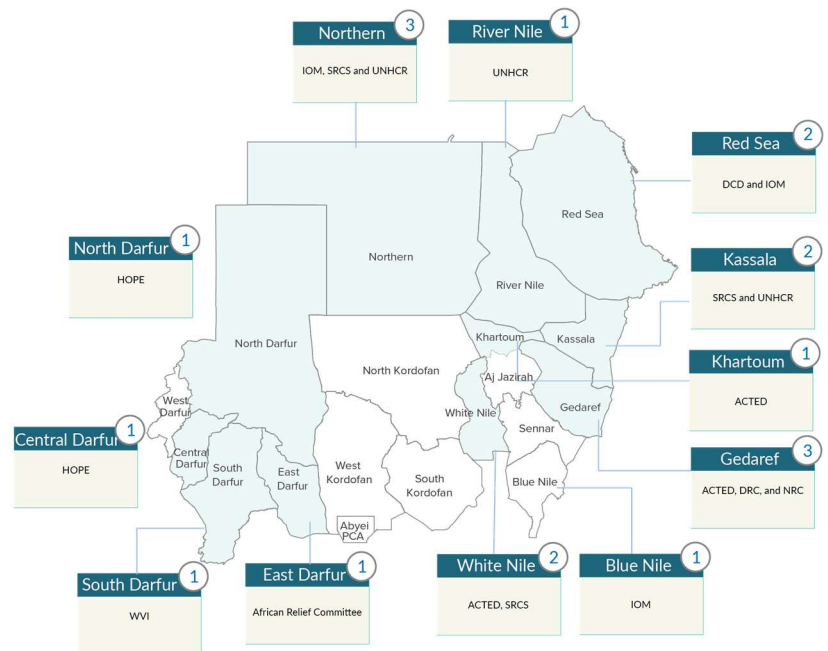 Northern 3
IOM, SRCS and UNHCR
River Nile 1
UNHCR
Red Sea 2
DCD and IOM
North Darfur 1
HOPE
Kassala 2
SRCS and UNHCR
Khartoum 1
ACTED
Central Darfur 1
HOPE
Gedaref 3
ACTED, DRC, and NRC
South Darfur 1
WVI
East Darfur 1
African Relief Committee
White Nile 2
ACTED, SRCS
Blue Nile 1
IOM
Red Sea
Northern
River Nile
North Darfur
Khartoum
Kassala
North Kordofan
Aj Jazirah
West
Darfur
White Nile
Gedaref
Sennar
Central
Darfur
South
Darfur
East
Darfur
West
Kordofan
South
Kordofan
Blue Nile
Abyei
PCA